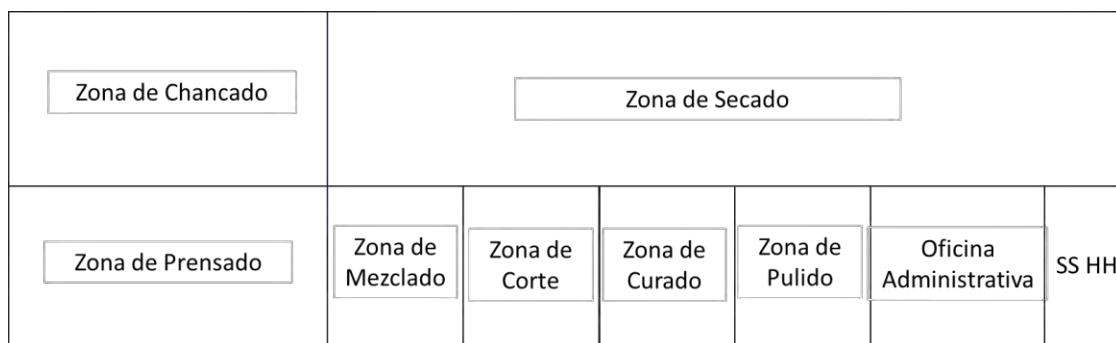 Zona de Chancado
Zona de Secado
Zona de Prensado
Zona de
Mezclado
Zona de
Corte
Zona de
Curado
Zona de
Pulido
Oficina
Administrativa
SS HH